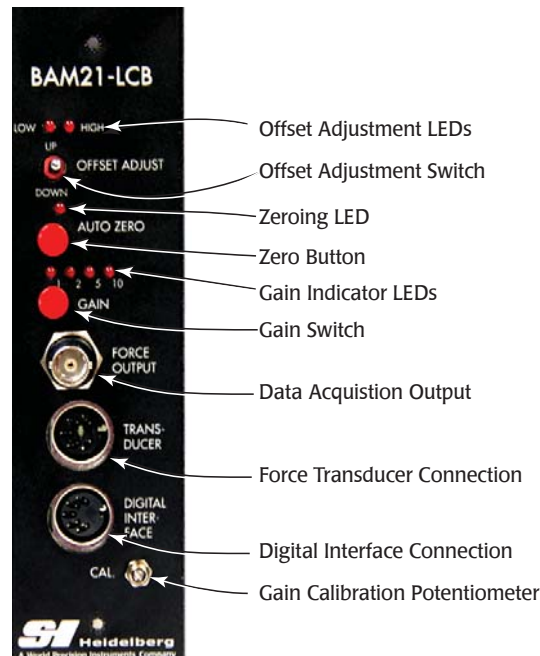 BAM21-LCB
LOW HIGH
Offset Adjustment LEDs
UP
OFFSET ADJUST
Offset Adjustment Switch
DOWN
Zeroing LED
AUTO ZERO
Zero Button
1 2 5 10
Gain Indicator LEDs
GAIN
Gain Switch
FORCE
OUTPUT
Data Acquistion Output
TRANS-
DUCER
Force Transducer Connection
DIGITAL
INTER-
FACE
Digital Interface Connection
CAL.
Gain Calibration Potentiometer
SI Heidelberg
A World Precision Instruments Company